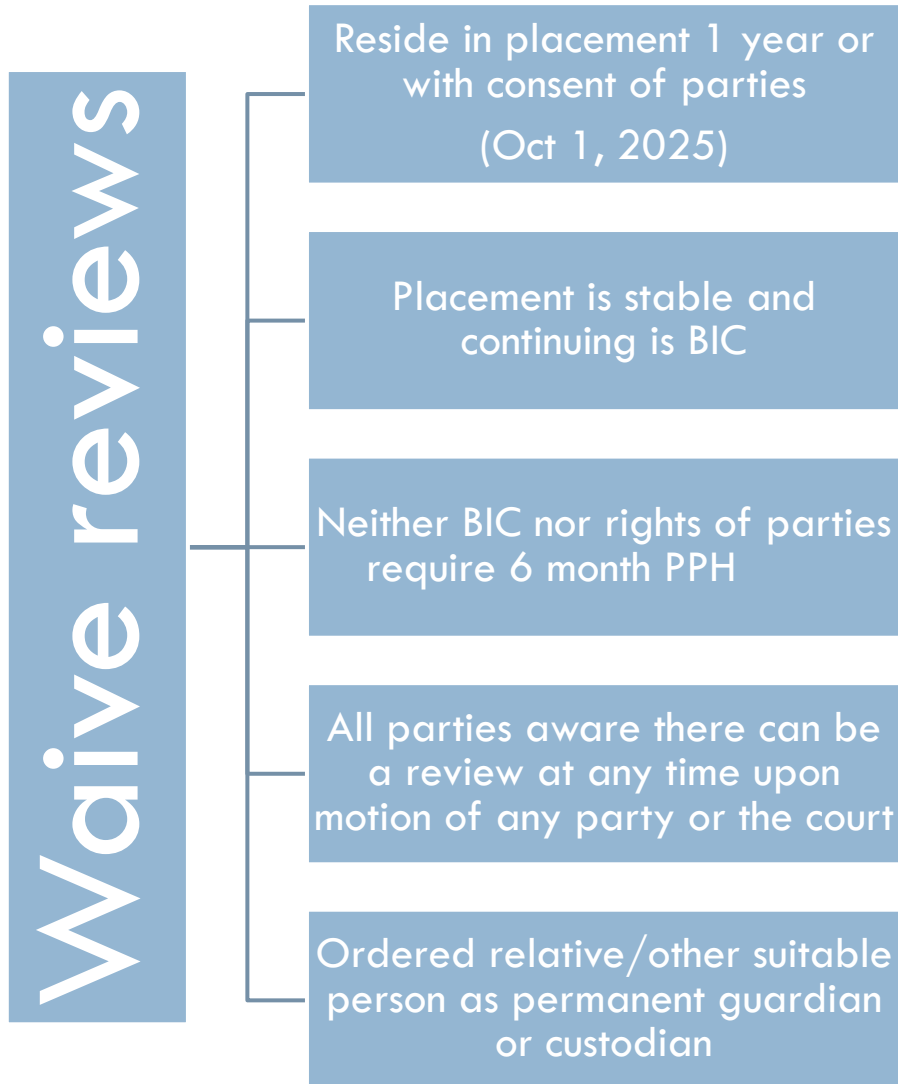 Waive reviews
Reside in placement 1 year or
with consent of parties
(Oct 1, 2025)
Placement is stable and
continuing is BIC
Neither BIC nor rights of parties
require 6 month PPH
All parties aware there can be
a review at any time upon
motion of any party or the court
Ordered relative/other suitable
person as permanent guardian
or custodian